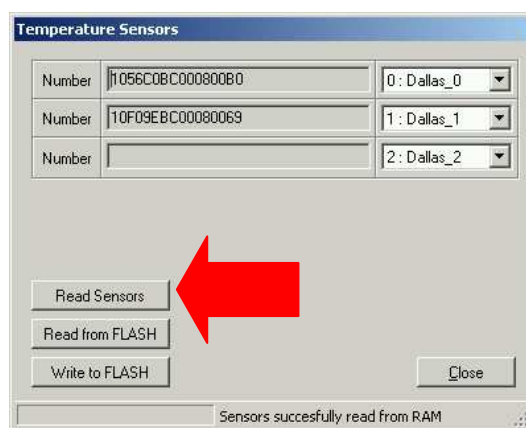 Temperature Sensors
Number 1056C0BC000800B0 0 : Dallas_0
Number 10F09EBC00080069 1 : Dallas_1
Number 2 : Dallas_2
Read Sensors
Read from FLASH
Write to FLASH Close
Sensors succesfully read from RAM